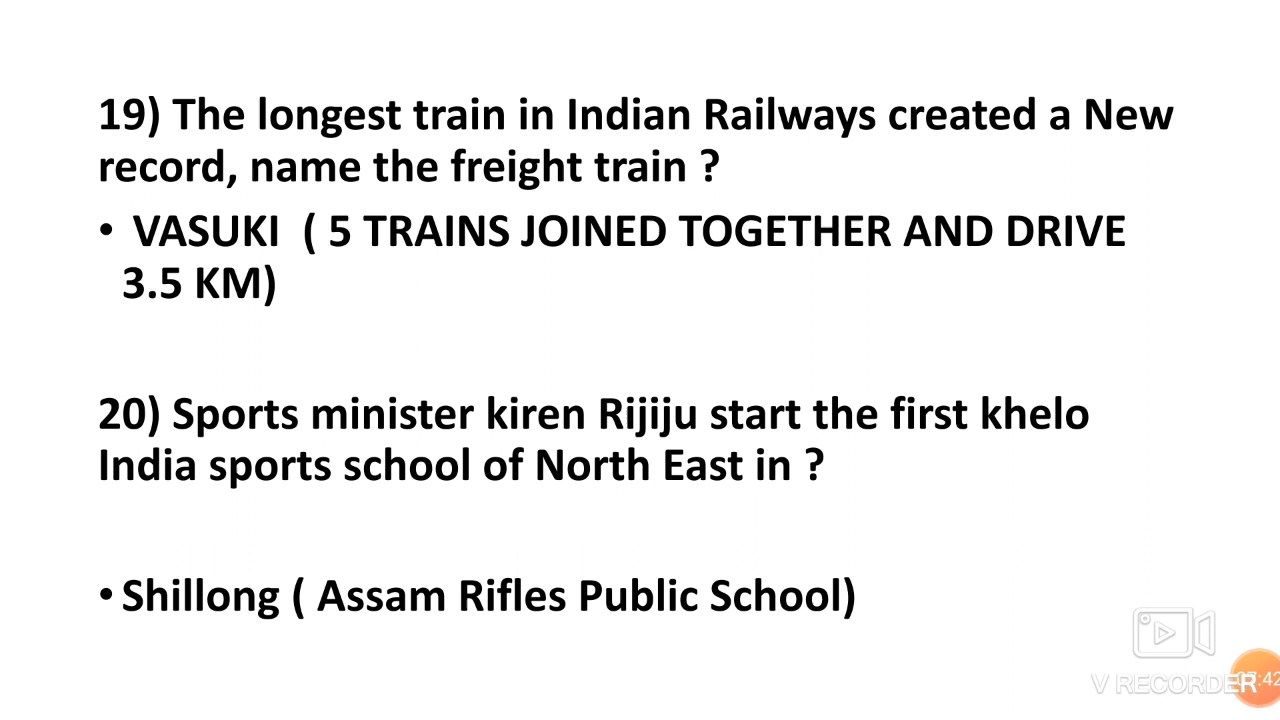 19) The longest train in Indian Railways created a New
record, name the freight train ?
• VASUKI ( 5 TRAINS JOINED TOGETHER AND DRIVE
3.5 KM)
20) Sports minister kiren Rijiju start the first khelo
India sports school of North East in ?
• Shillong ( Assam Rifles Public School)
V RECORDER
07:42